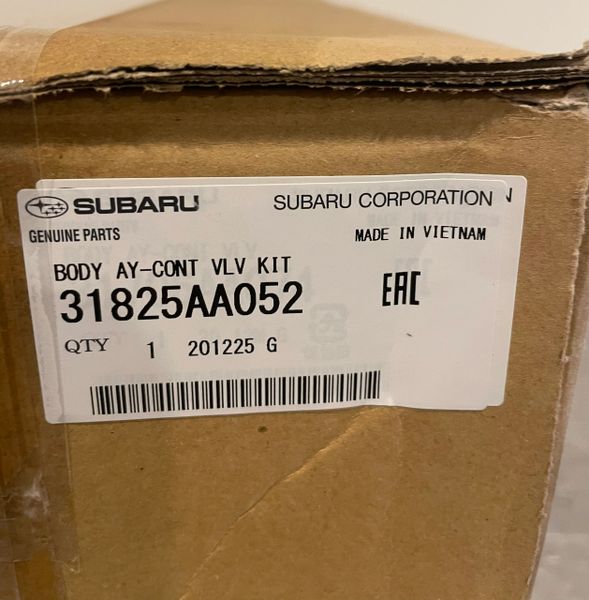 SUBARU SUBARU CORPORATION N
GENUINE PARTS MADE IN VIETNAM
BODY AY-CONT VLV KIT
31825AA052 EAC
QTY 1 201225 G